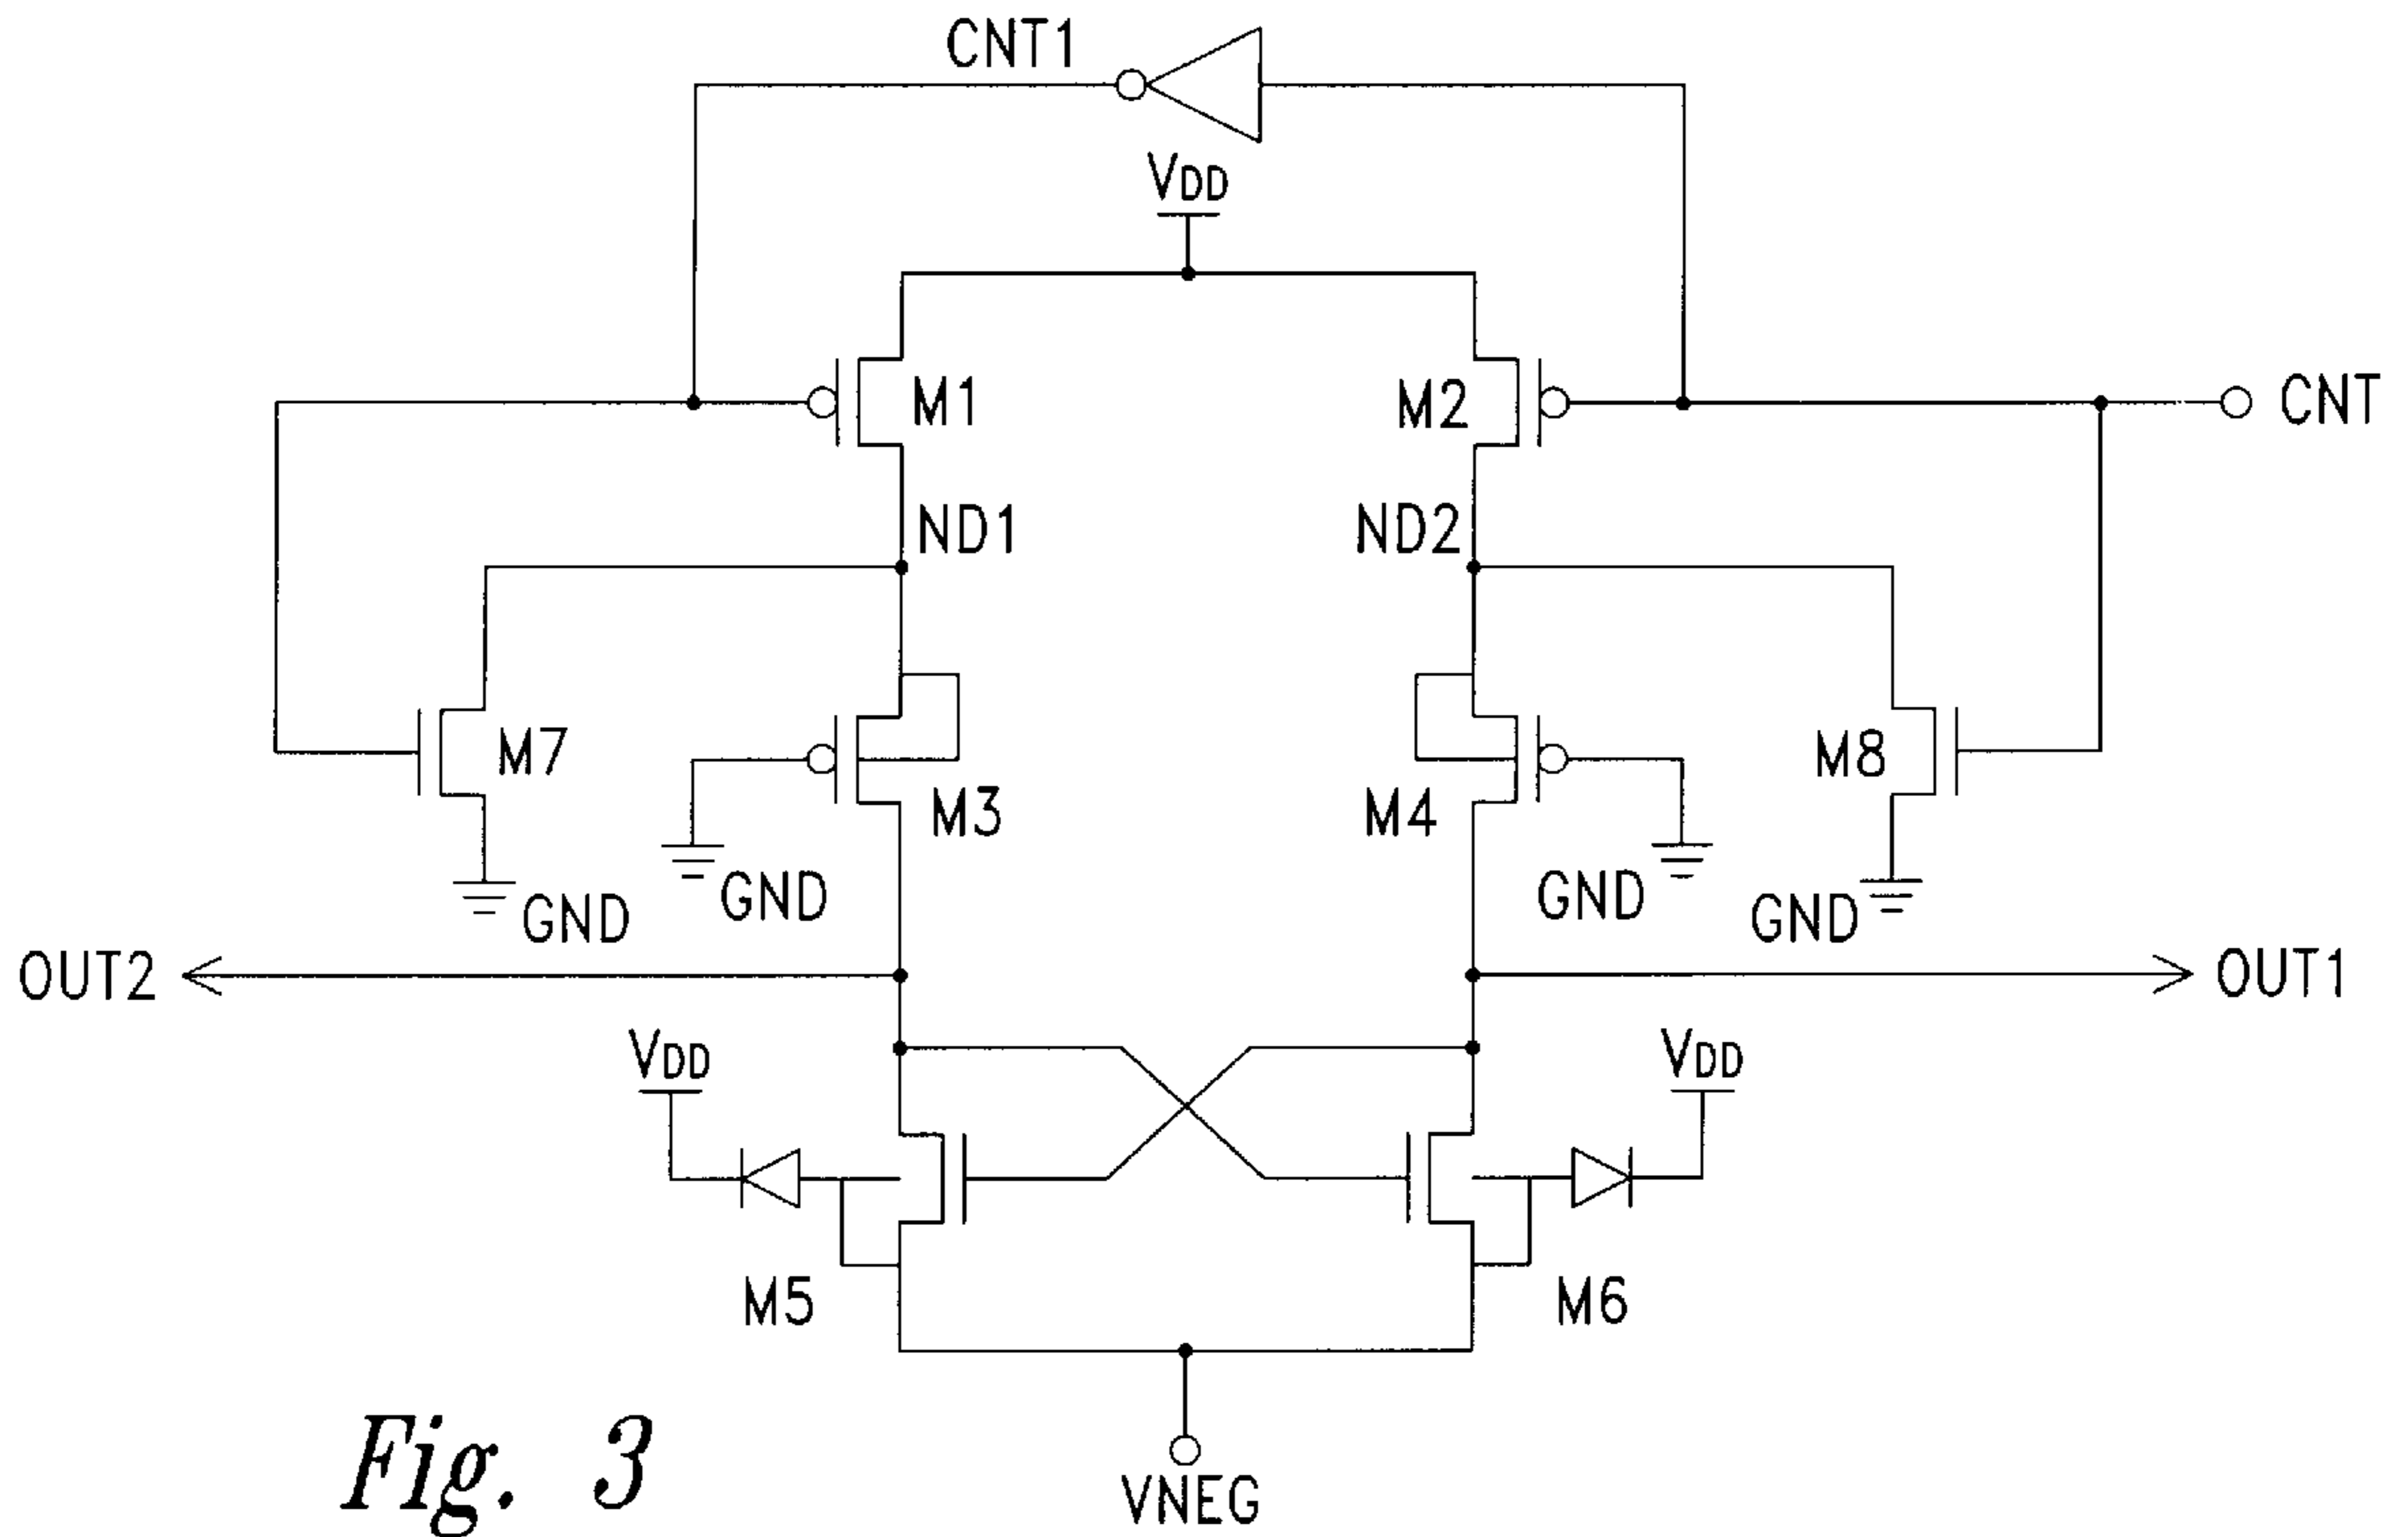 CNT1
VDD
M1
M2
CNT
ND1
ND2
M7
M3
M4
M8
GND
GND
GND
GND
OUT2
OUT1
VDD
VDD
M5
M6
VNEG
Fig. 3